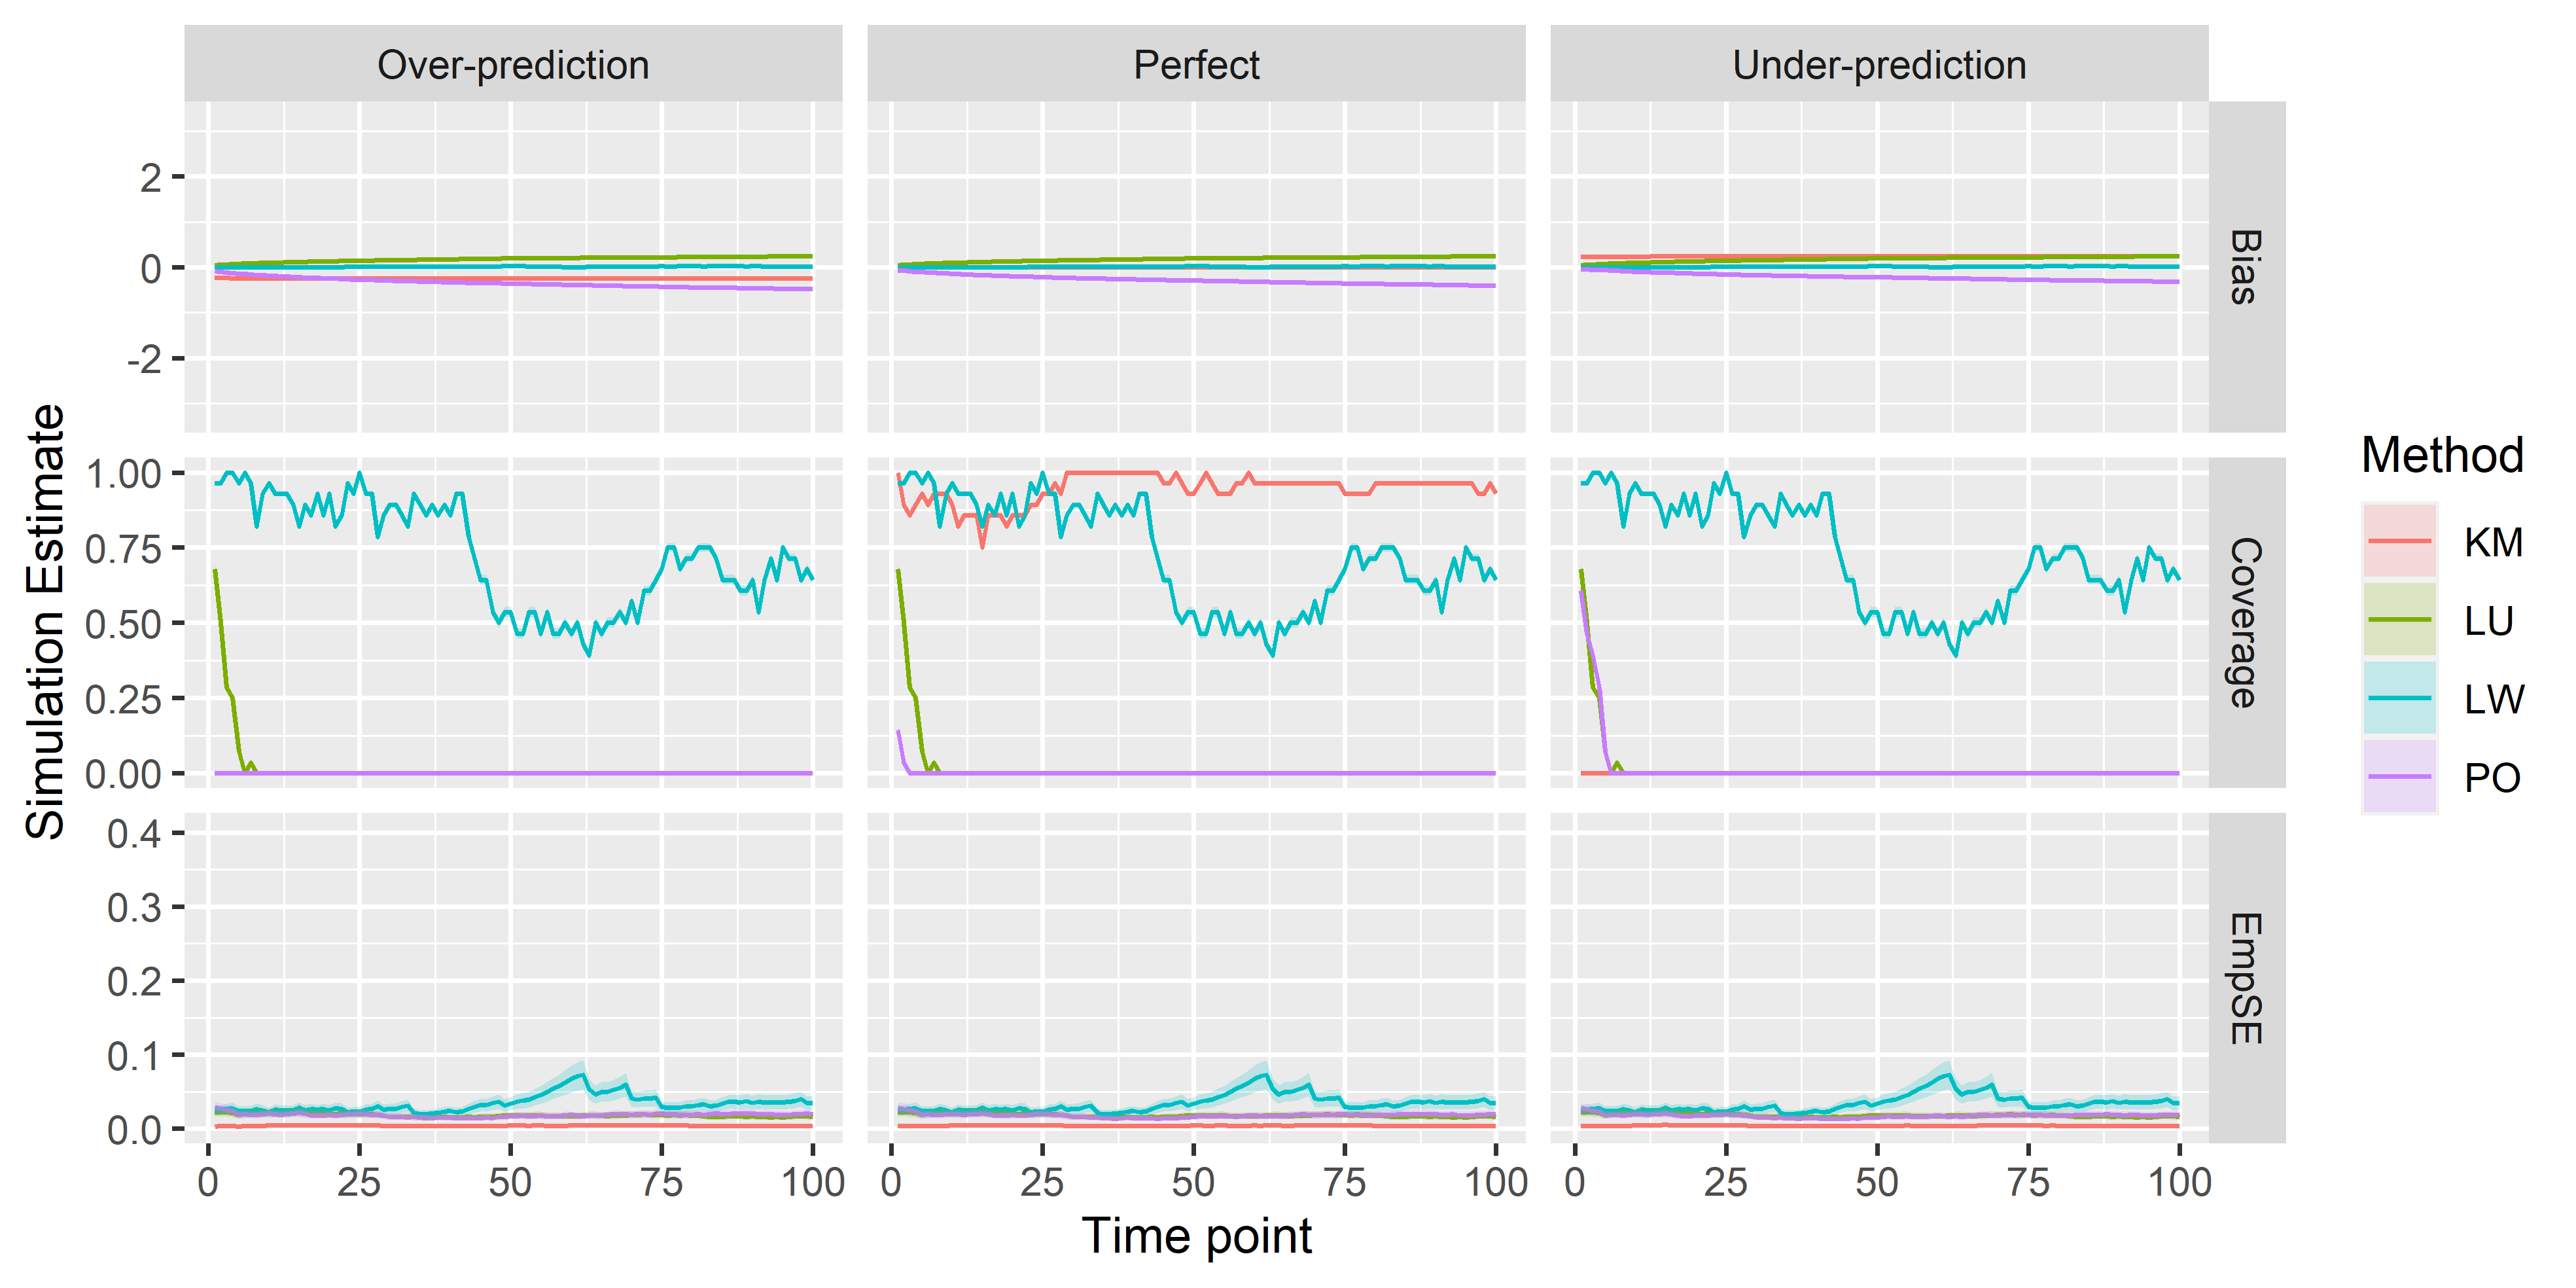 Over-prediction
Perfect
Under-prediction
2
0
-2
Bias
Simulation Estimate
1.00
0.75
0.50
0.25
0.00
Coverage
0.4
0.3
0.2
0.1
0.0
EmpSE
0 25 50 75 100
0 25 50 75 100
0 25 50 75 100
Time point
Method
KM
LU
LW
PO